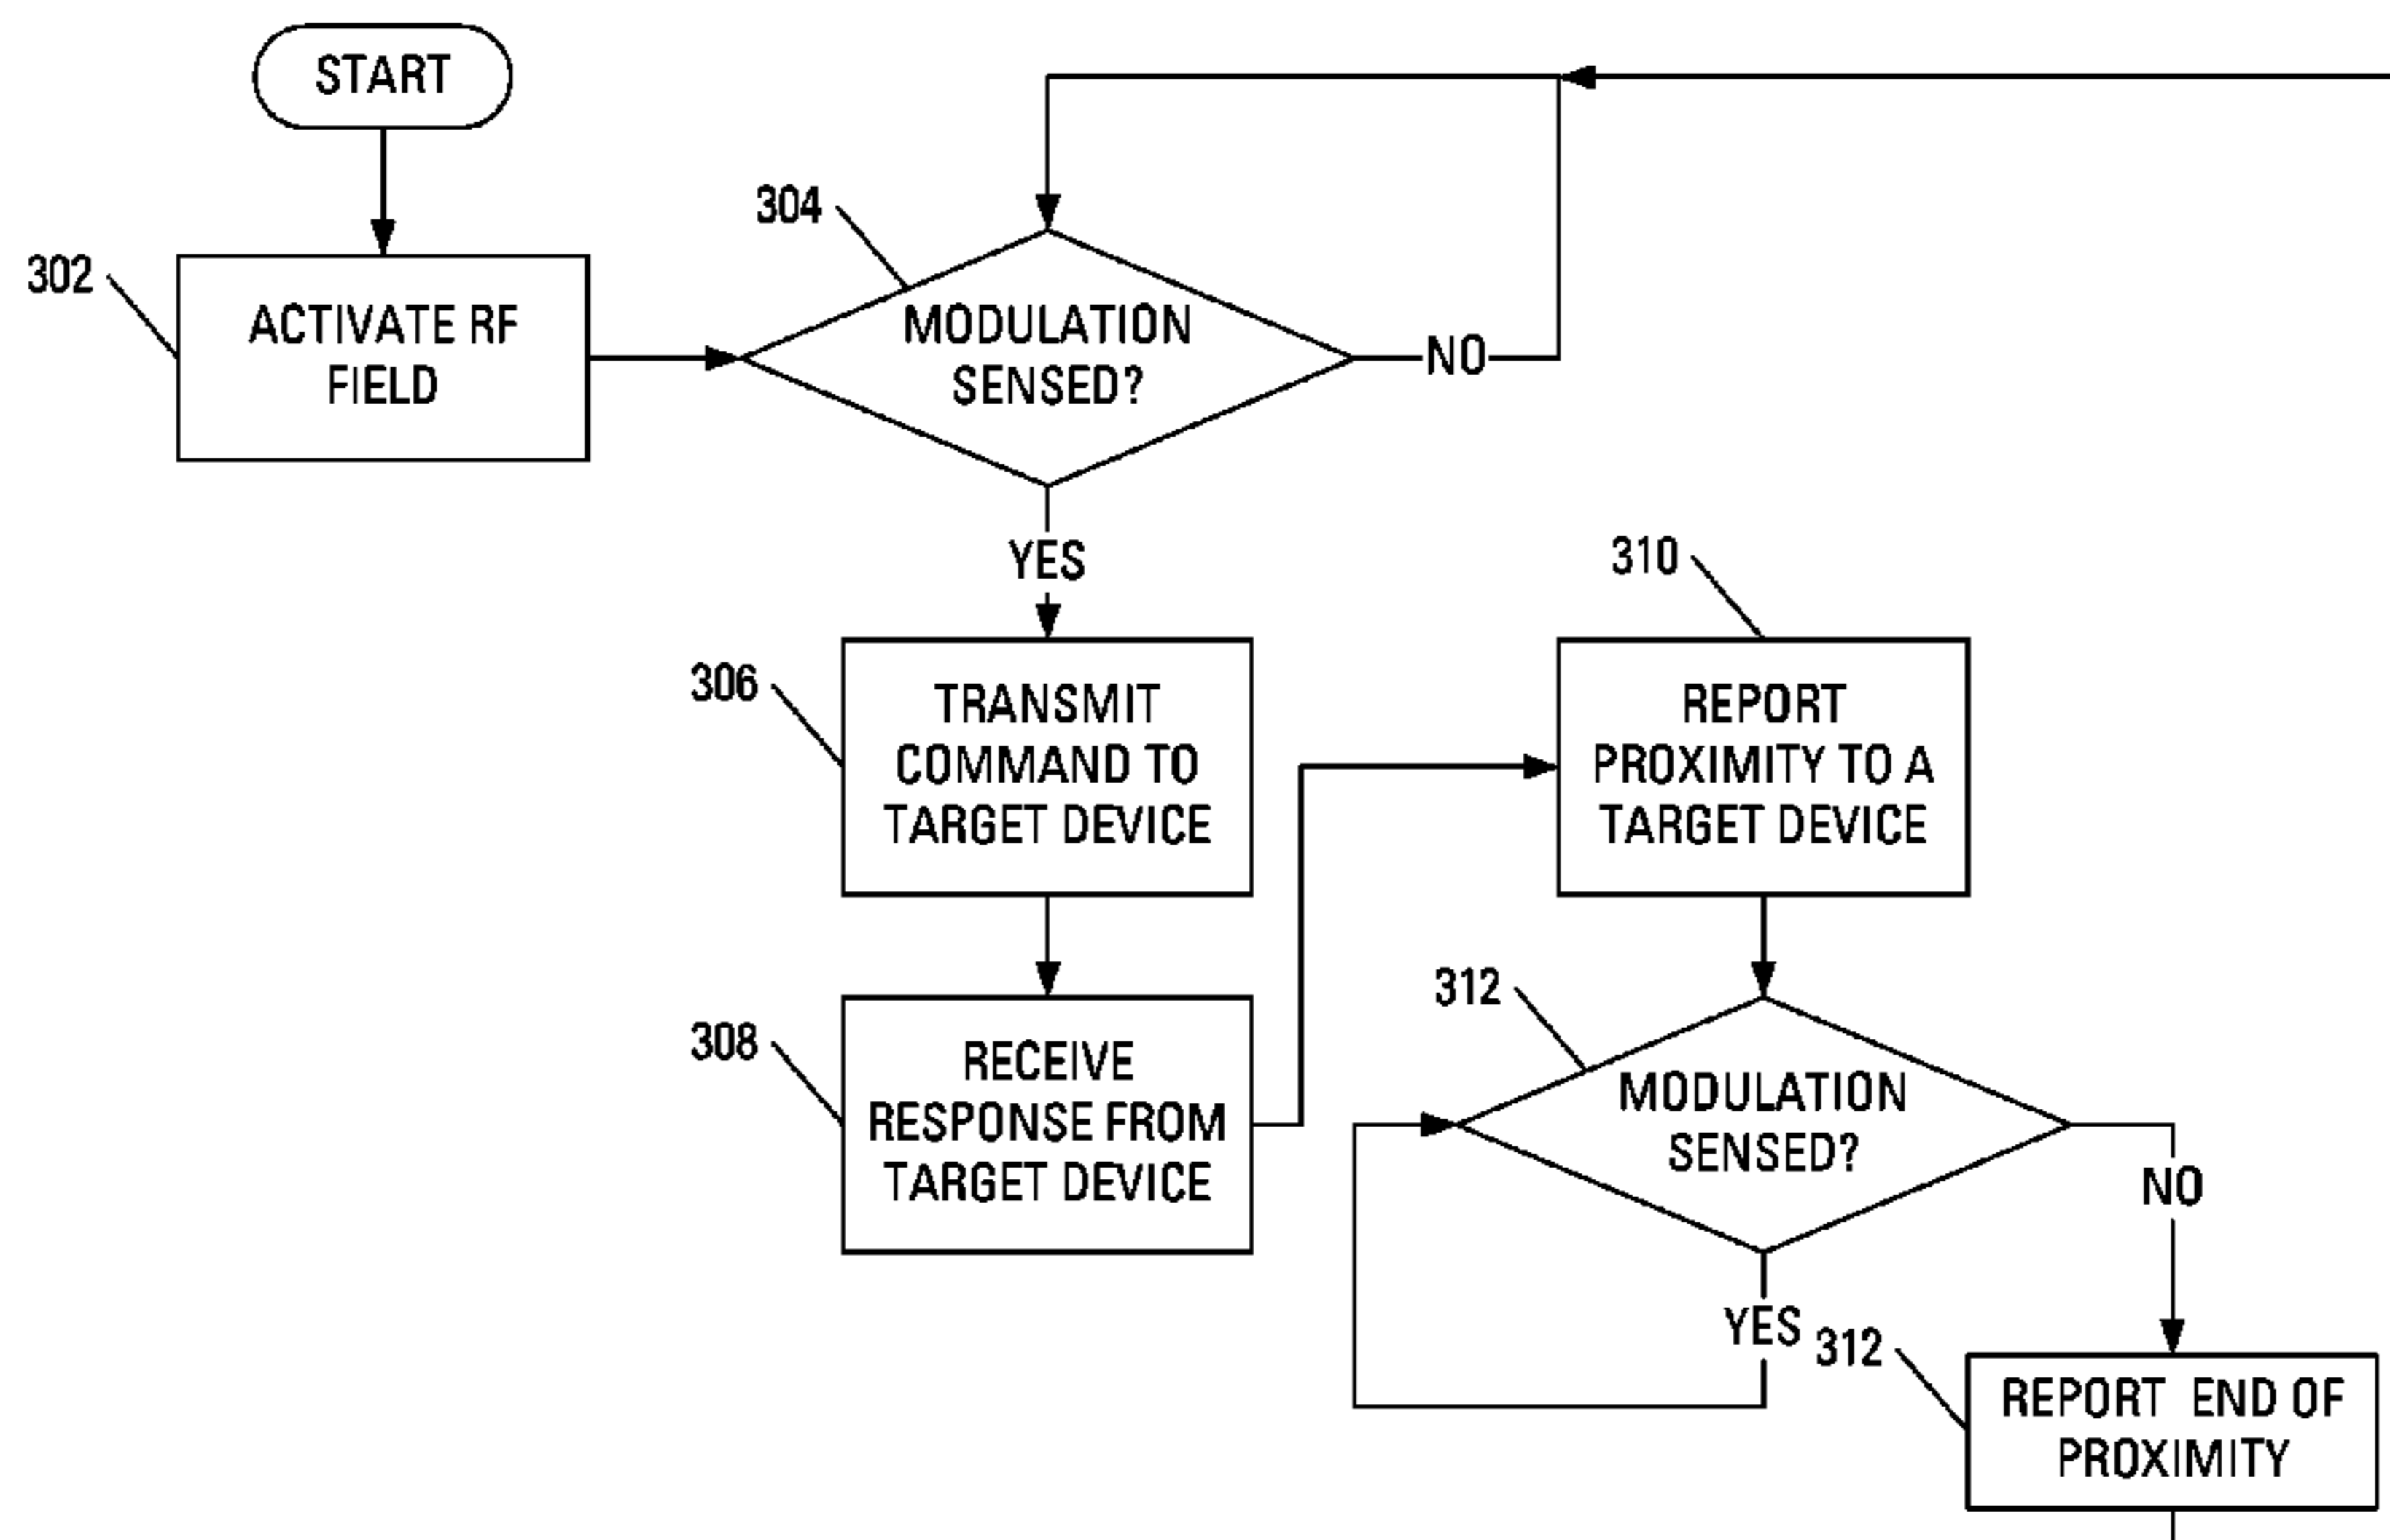 START
302
ACTIVATE RF
FIELD
304
MODULATION
SENSED?
NO
YES
306
TRANSMIT
COMMAND TO
TARGET DEVICE
308
RECEIVE
RESPONSE FROM
TARGET DEVICE
310
REPORT
PROXIMITY TO A
TARGET DEVICE
312
MODULATION
SENSED?
NO
YES
312
REPORT END OF
PROXIMITY